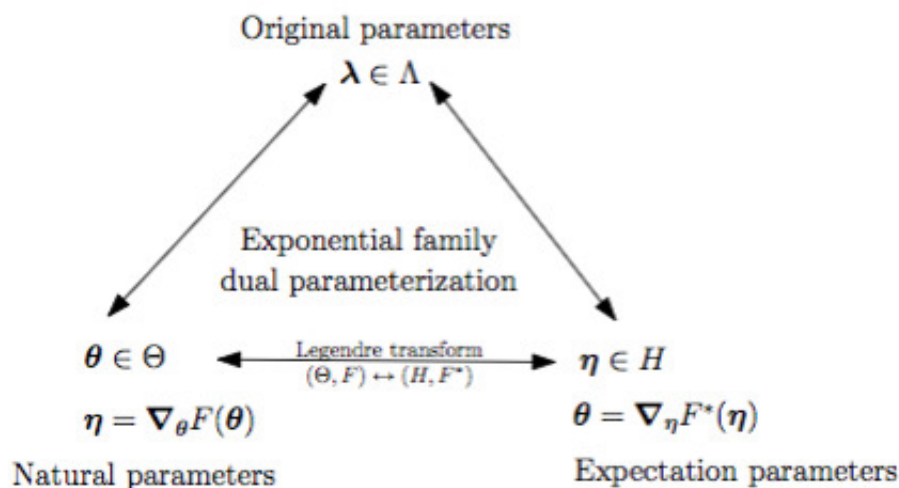 Original parameters
λ ∈ Λ
Exponential family
dual parameterization
θ ∈ Θ
Legendre transform
(Θ, F) ↔ (H, F*)
η ∈ H
η = ∇θF(θ)
θ = ∇ηF*(η)
Natural parameters
Expectation parameters